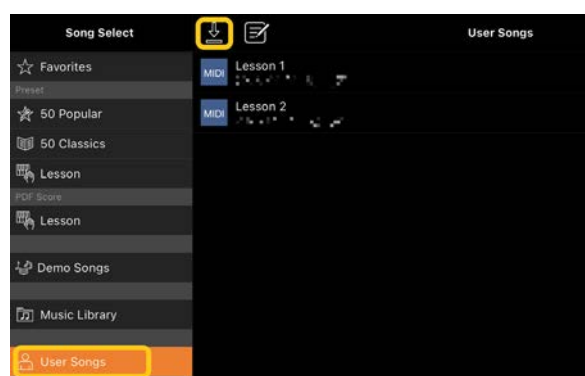 Song Select
User Songs
Favorites
Preset
50 Popular
50 Classics
Lesson
PDF Score
Lesson
Demo Songs
Music Library
User Songs
MIDI
Lesson 1
MIDI
Lesson 2